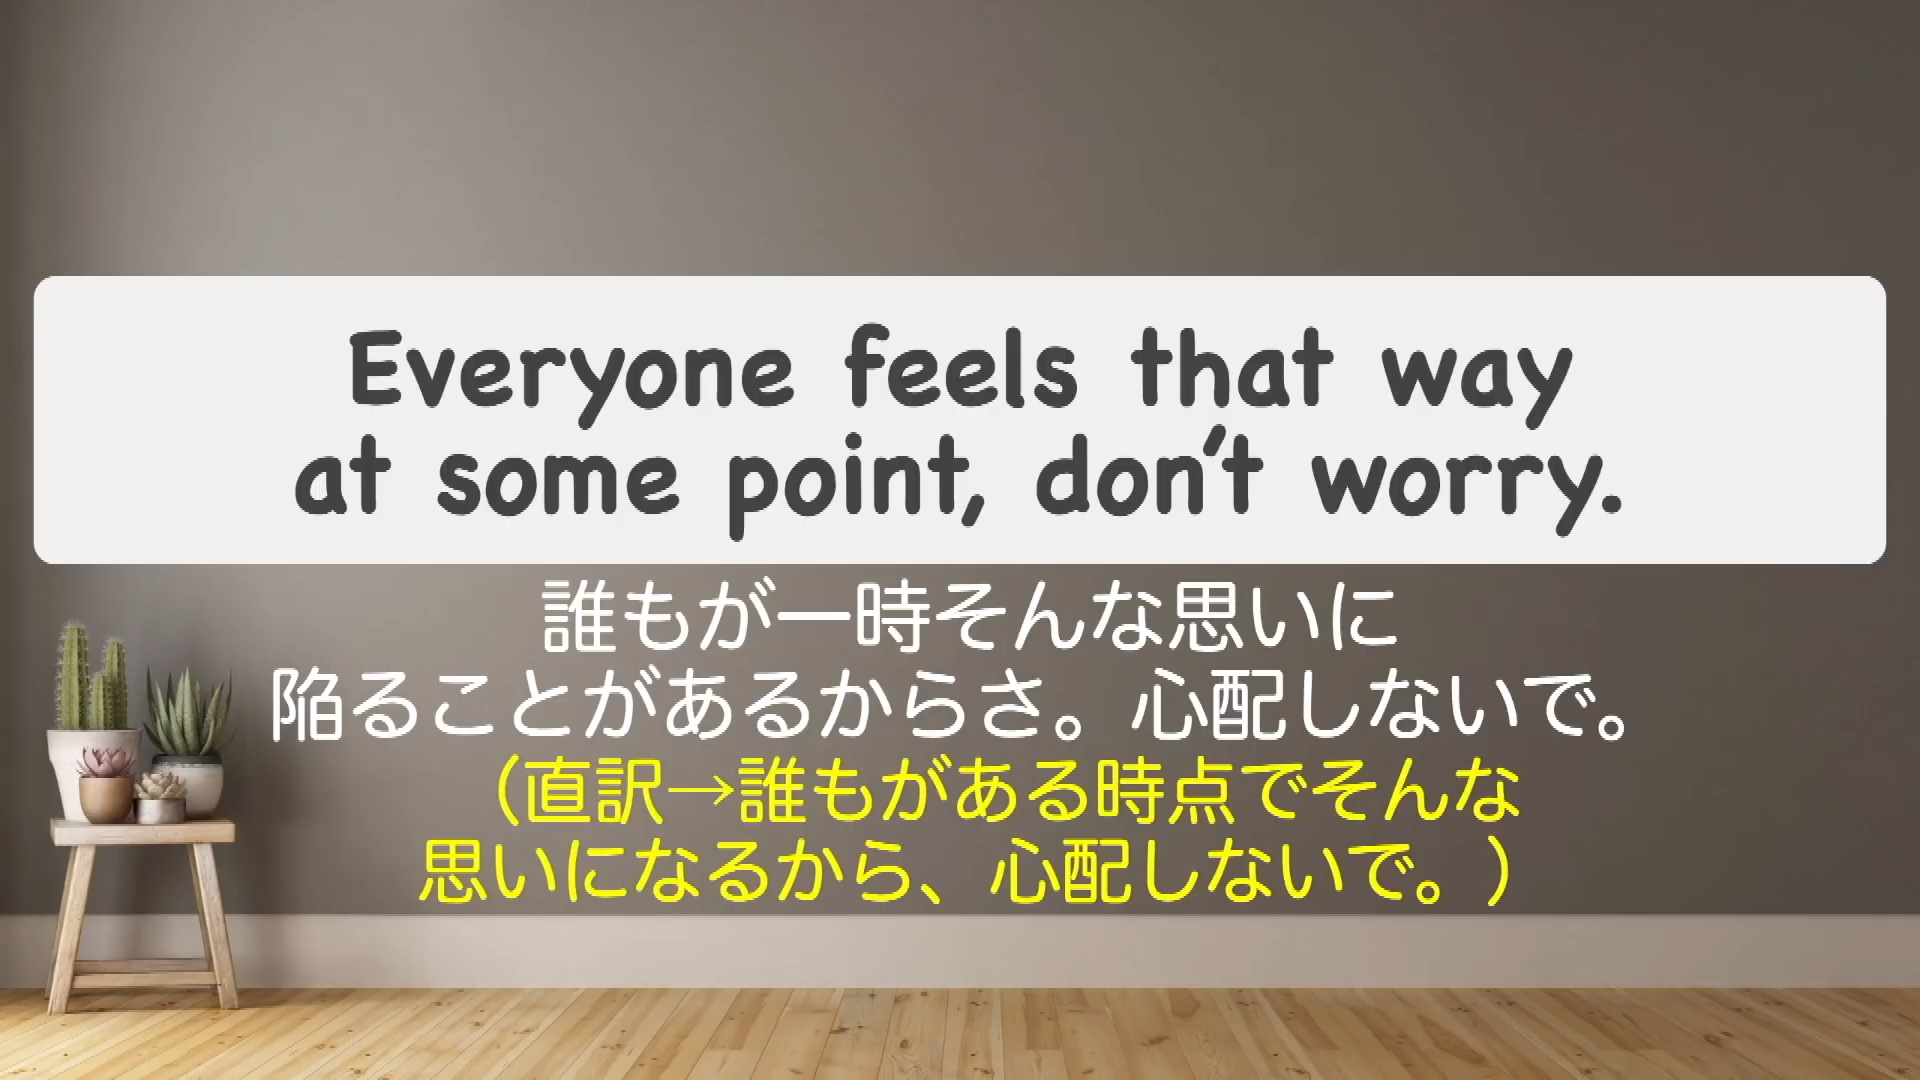 Everyone feels that way
at some point, don't worry.
誰もが一時そんな思いに
陥ることがあるからさ。心配しないで。
（直訳→誰もがある時点でそんな
思いになるから、心配しないで。）